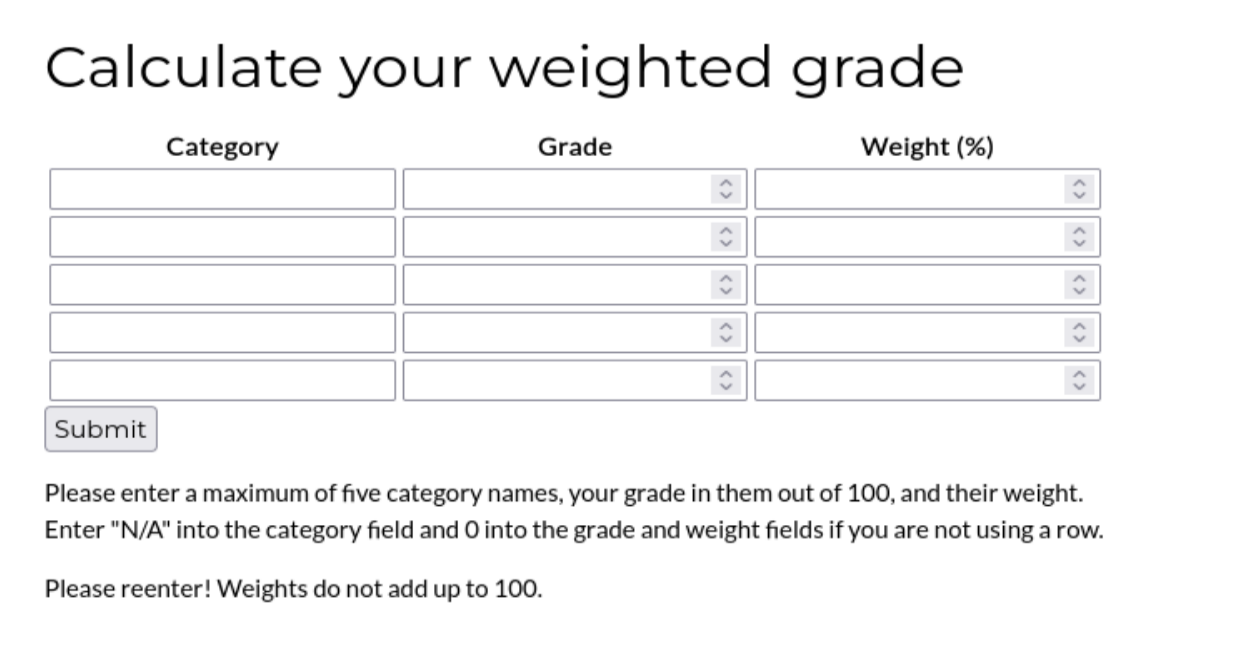 Calculate your weighted grade
Category Grade Weight (%)
Submit
Please enter a maximum of five category names, your grade in them out of 100, and their weight.
Enter "N/A" into the category field and 0 into the grade and weight fields if you are not using a row.
Please reenter! Weights do not add up to 100.